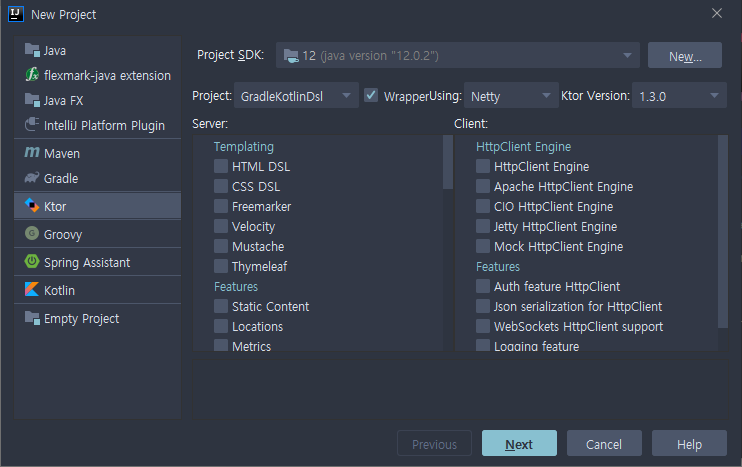 New Project
Java
flexmark-java extension
Java FX
IntelliJ Platform Plugin
Maven
Gradle
Ktor
Groovy
Spring Assistant
Kotlin
Empty Project
Project SDK: 12 (java version "12.0.2") New...
Project: GradleKotlinDsl Wrapper Using: Netty Ktor Version: 1.3.0
Server:
Templating
HTML DSL
CSS DSL
Freemarker
Velocity
Mustache
Thymeleaf
Features
Static Content
Locations
Metrics
Client:
HttpClient Engine
HttpClient Engine
Apache HttpClient Engine
CIO HttpClient Engine
Jetty HttpClient Engine
Mock HttpClient Engine
Features
Auth feature HttpClient
Json serialization for HttpClient
WebSockets HttpClient support
Logging feature
Previous Next Cancel Help